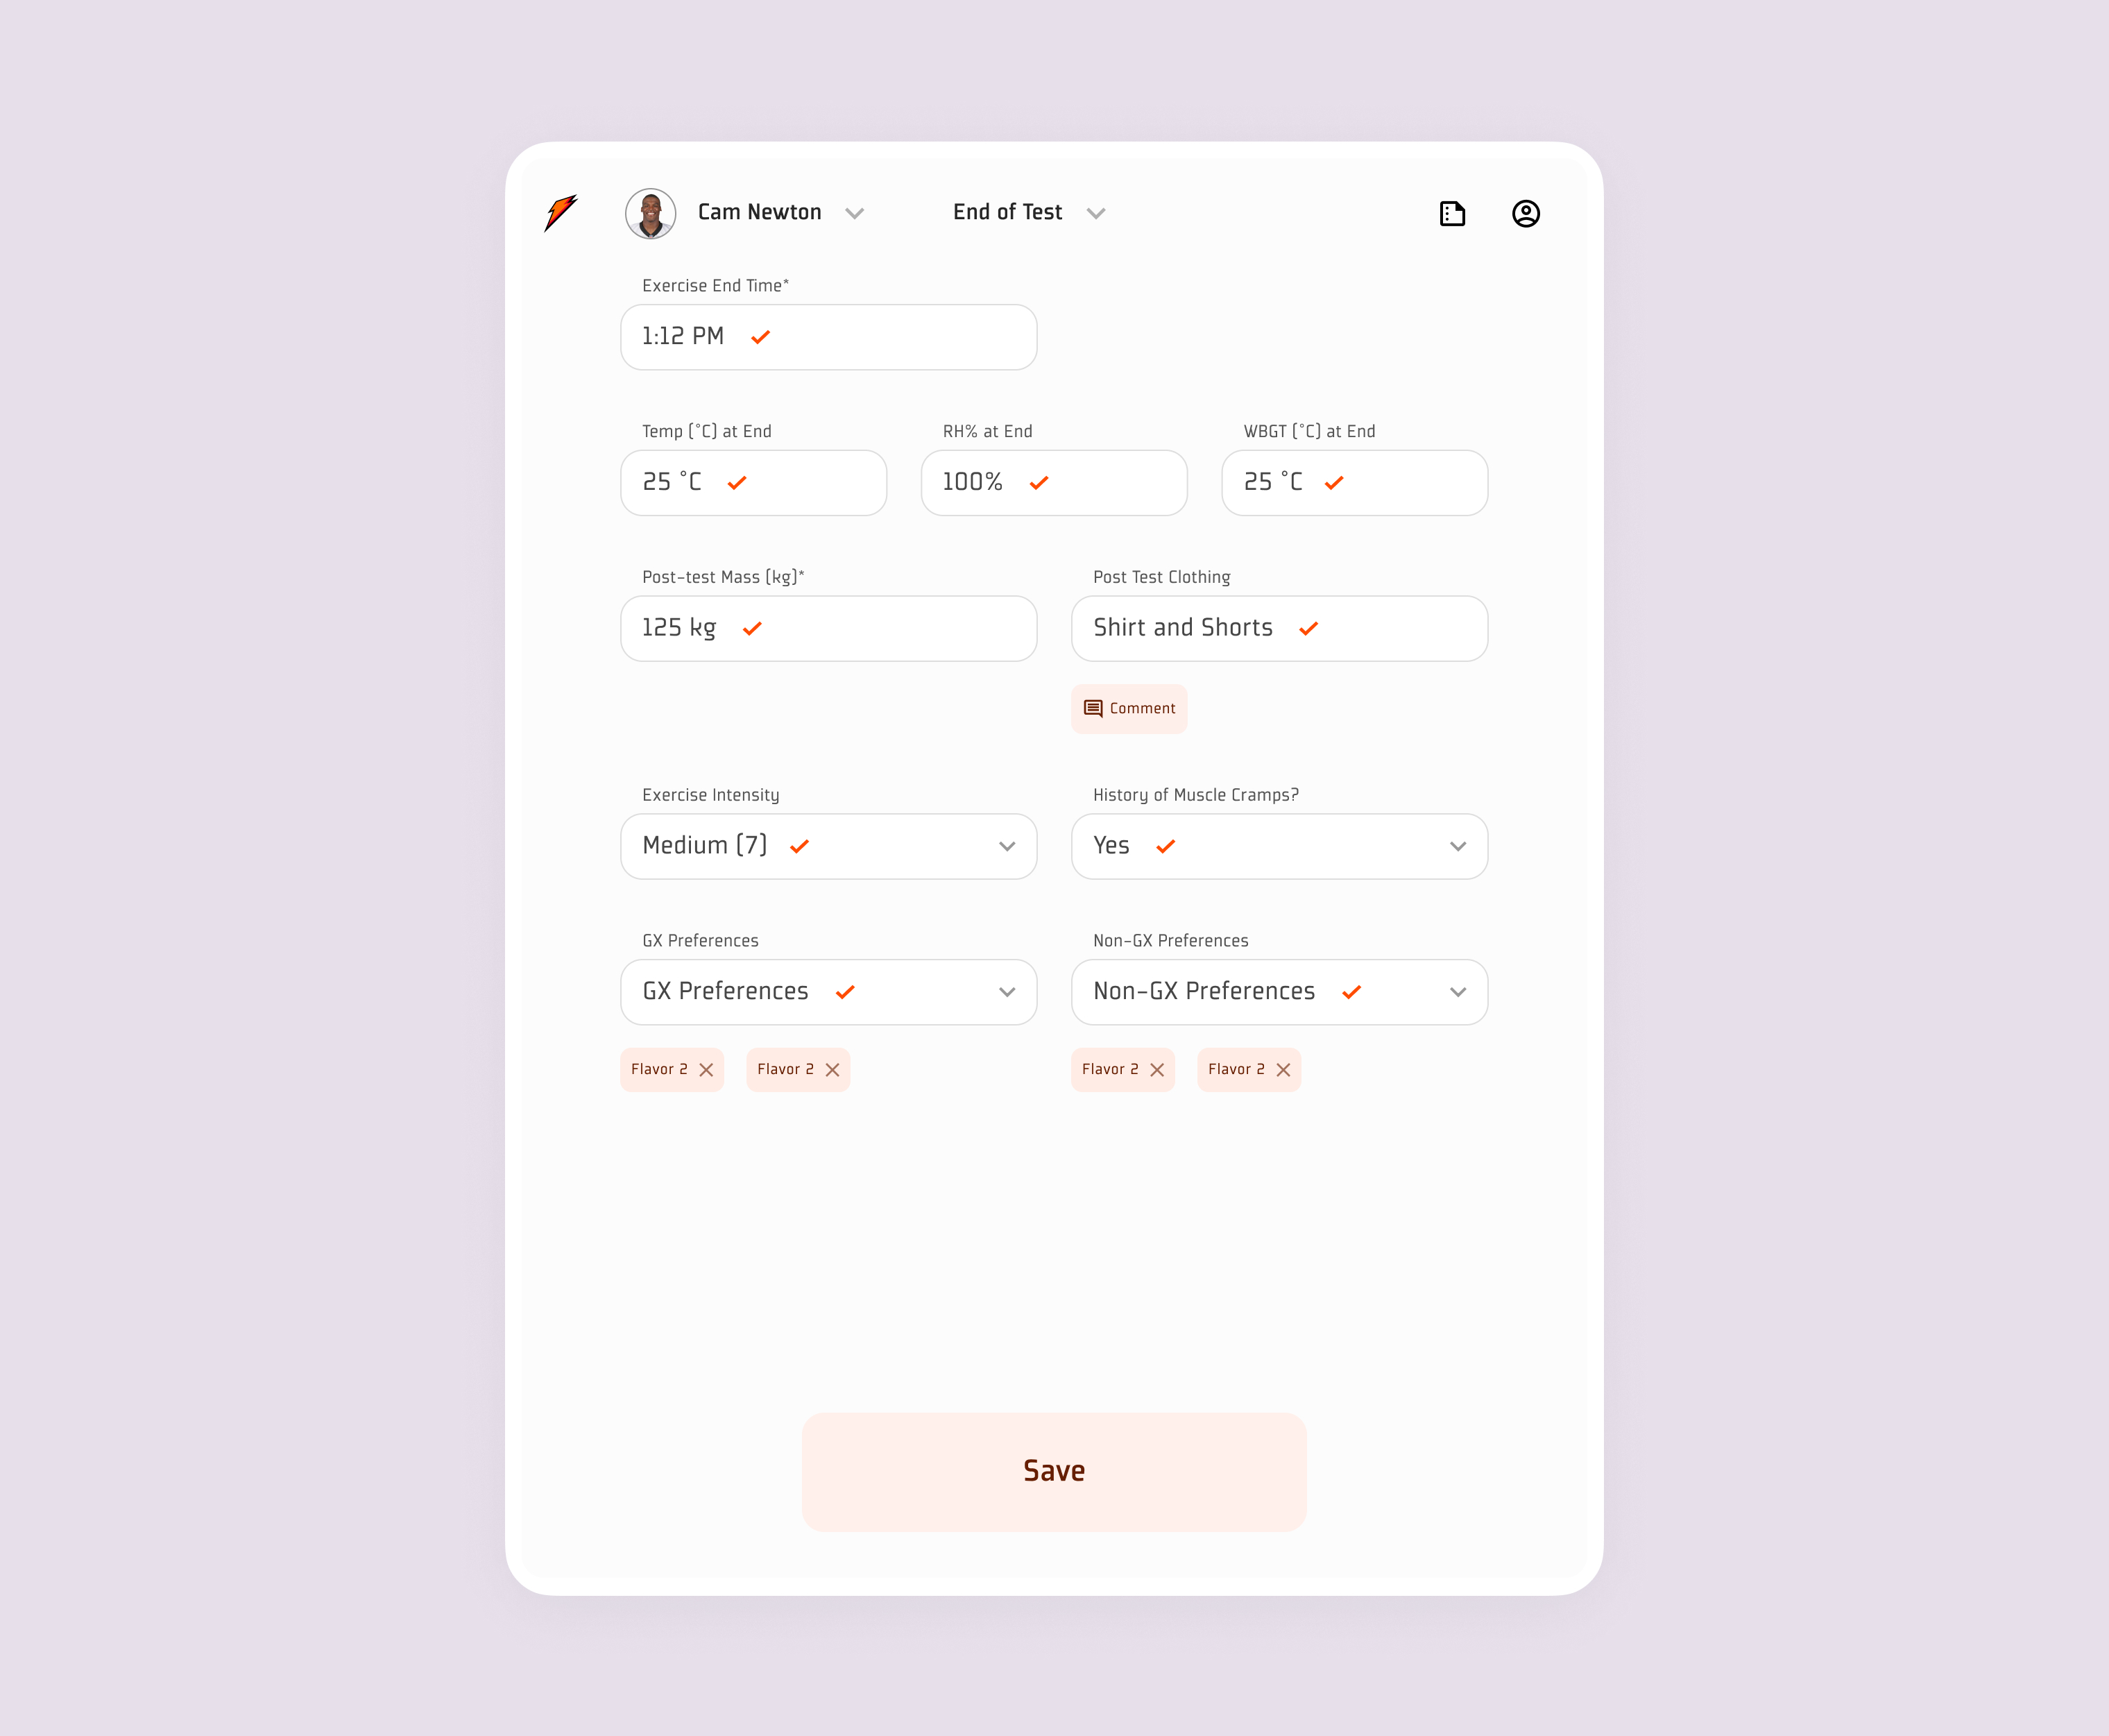 Cam Newton
End of Test
Exercise End Time*
1:12 PM
Temp (°C) at End
RH% at End
WBGT (°C) at End
25 °C
100%
25 °C
Post-test Mass (kg)*
Post Test Clothing
125 kg
Shirt and Shorts
Comment
Exercise Intensity
History of Muscle Cramps?
Medium (7)
Yes
GX Preferences
Non-GX Preferences
GX Preferences
Non-GX Preferences
Flavor 2
Flavor 2
Flavor 2
Flavor 2
Save